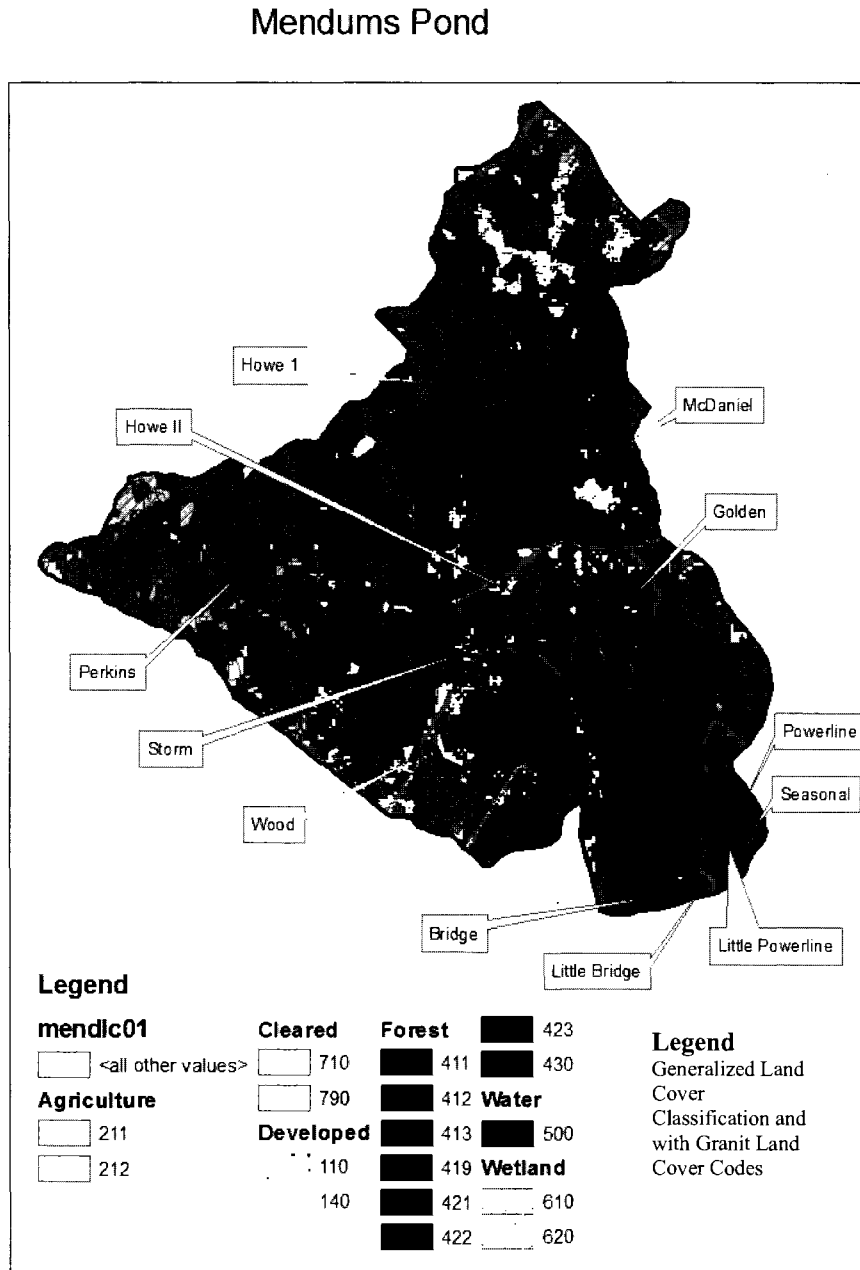 Mendums Pond
Howe 1
McDaniel
Howe II
Golden
Perkins
Storm
Powerline
Seasonal
Wood
Bridge
Little Powerline
Little Bridge
Legend
mendlc01
<all other values>
Agriculture
211
212
Cleared
710
790
Developed
110
140
Forest
411
412
413
419
421
422
423
430
Water
500
Wetland
610
620
Legend
Generalized Land
Cover
Classification and
with Granit Land
Cover Codes